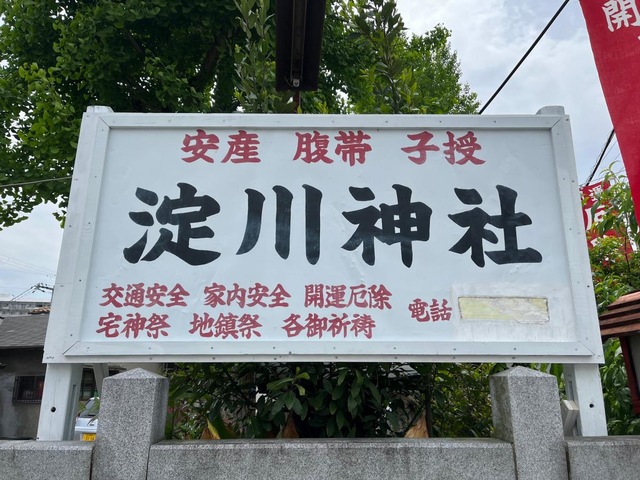 安産 腹帯 子授
淀川神社
交通安全 家内安全 開運厄除
宅神祭 地鎮祭 各御祈祷
電話
開